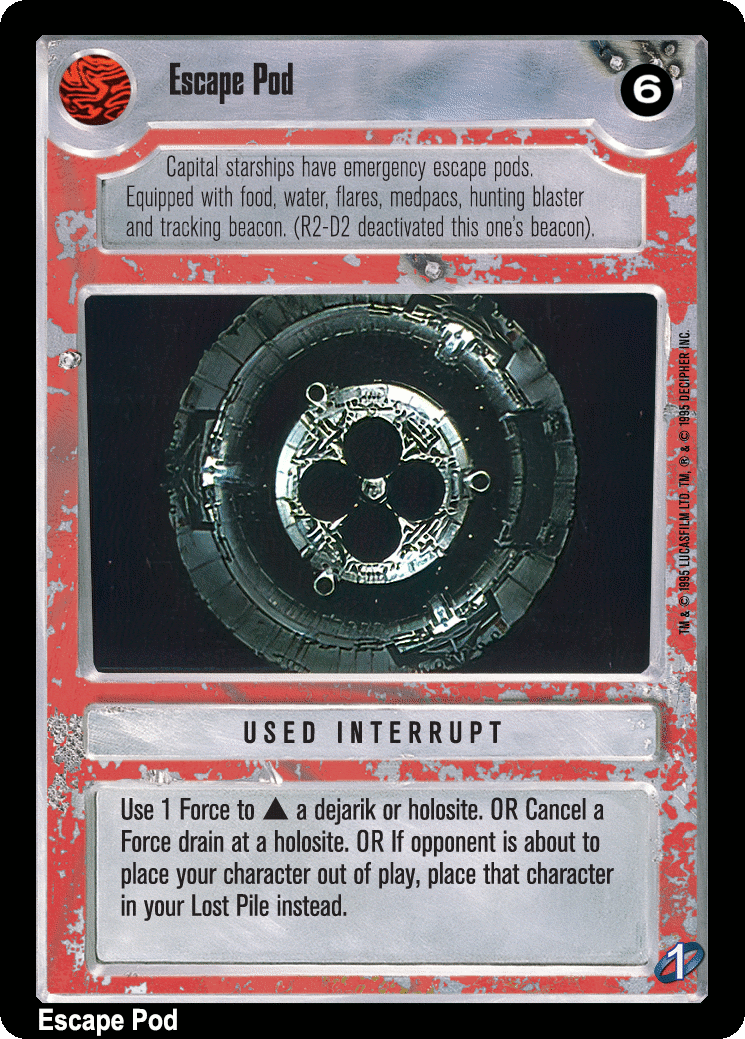 Escape Pod
6
Capital starships have emergency escape pods.
Equipped with food, water, flares, medpacs, hunting blaster
and tracking beacon. (R2-D2 deactivated this one's beacon).
TM & © 1995 LUCASFILM LTD. TM, ® & © 1995 DECIPHER INC.
USED INTERRUPT
Use 1 Force to ▲ a dejarik or holosite. OR Cancel a
Force drain at a holosite. OR If opponent is about to
place your character out of play, place that character
in your Lost Pile instead.
1
Escape Pod